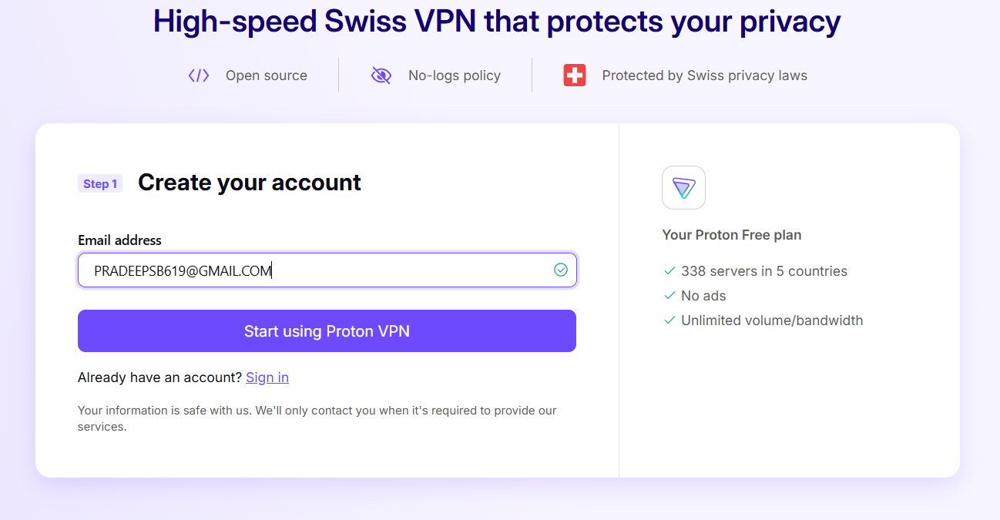 High-speed Swiss VPN that protects your privacy
Open source
No-logs policy
Protected by Swiss privacy laws
Step 1 Create your account
Email address
PRADEEPSB619@GMAIL.COM
Start using Proton VPN
Already have an account? Sign in
Your information is safe with us. We'll only contact you when it's required to provide our
services.
Your Proton Free plan
338 servers in 5 countries
No ads
Unlimited volume/bandwidth